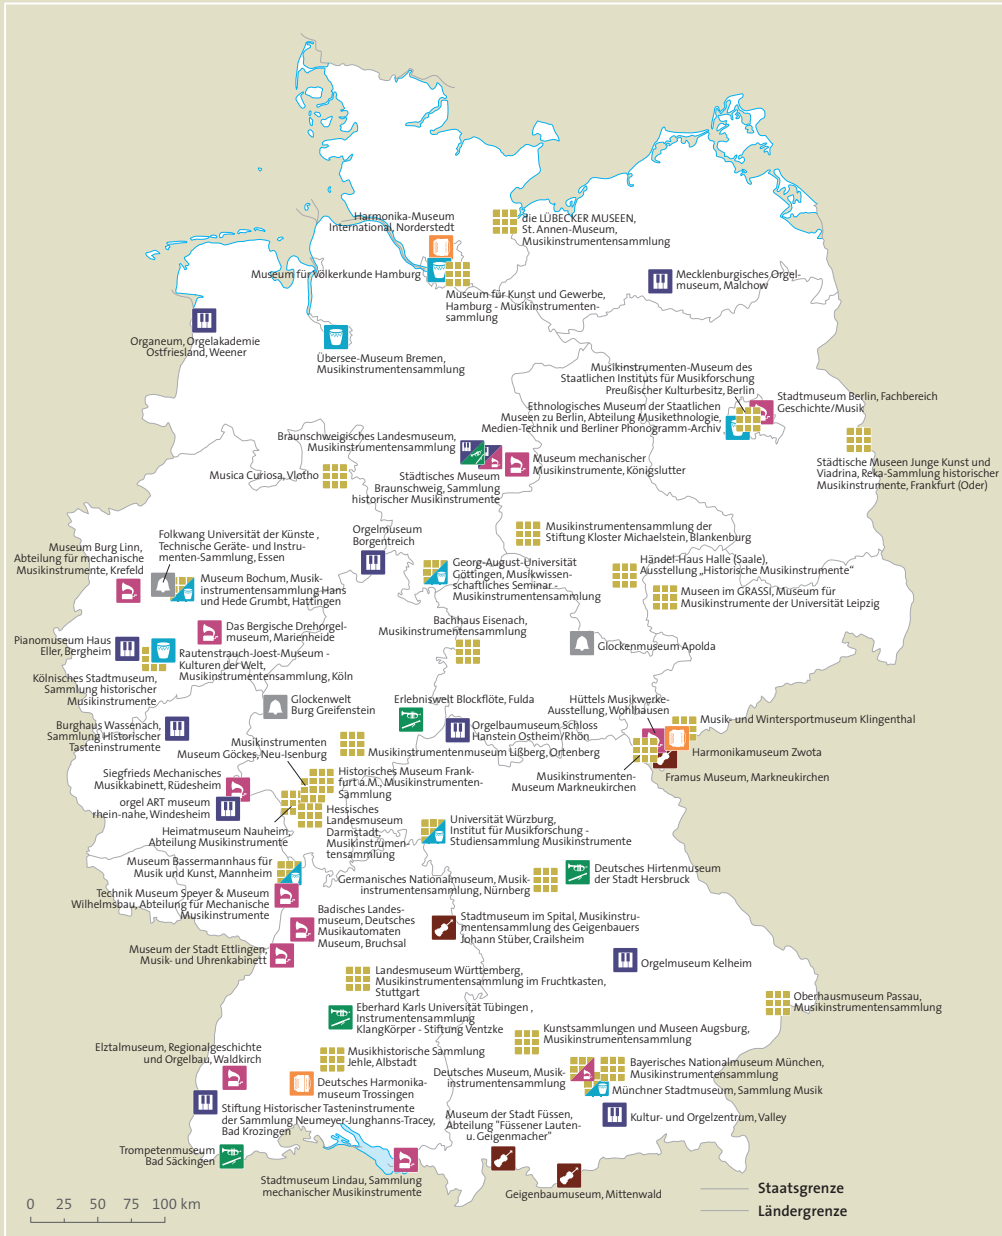 Harmonika-Museum
International, Norderstedt
die LÜBECKER MUSEEN,
St. Annen-Museum,
Musikinstrumentensammlung
Museum für Völkerkunde Hamburg
Museum für Kunst und Gewerbe,
Hamburg - Musikinstrumenten-
sammlung
Mecklenburgisches Orgel-
museum, Malchow
Organeum, Orgelakademie
Ostfriesland, Weener
Übersee-Museum Bremen,
Musikinstrumentensammlung
Musikinstrumenten-Museum des
Staatlichen Instituts für Musikforschung
Preußischer Kulturbesitz, Berlin
Ethnologisches Museum der Staatlichen
Museen zu Berlin, Abteilung Musikethnologie,
Medien-Technik und Berliner Phonogramm-Archiv
Stadtmuseum Berlin, Fachbereich
Geschichte/Musik
Städtische Museen Junge Kunst und
Viadrina, Reka-Sammlung historischer
Musikinstrumente, Frankfurt (Oder)
Braunschweigisches Landesmuseum,
Musikinstrumentensammlung
Musica Curiosa, Vlotho
Städtisches Museum
Braunschweig, Sammlung
historischer Musikinstrumente
Museum mechanischer
Musikinstrumente, Königslutter
Musikinstrumentensammlung der
Stiftung Kloster Michaelstein, Blankenburg
Folkwang Universität der Künste ,
Technische Geräte- und Instru-
menten-Sammlung, Essen
Museum Burg Linn,
Abteilung für mechanische
Musikinstrumente, Krefeld
Museum Bochum, Musik-
instrumentensammlung Hans
und Hede Grumbt, Hattingen
Orgelmuseum
Borgentreich
Georg-August-Universität
Göttingen, Musikwissen-
schaftliches Seminar -
Musikinstrumentensammlung
Händel-Haus Halle (Saale),
Ausstellung „Historische Musikinstrumente“
Museen im GRASSI, Museum für
Musikinstrumente der Universität Leipzig
Das Bergische Drehorgel-
museum, Marienheide
Bachhaus Eisenach,
Musikinstrumentensammlung
Glockenmuseum Apolda
Pianomuseum Haus
Eller, Bergheim
Rautenstrauch-Joest-Museum -
Kulturen der Welt,
Musikinstrumentensammlung, Köln
Kölnisches Stadtmuseum,
Sammlung historischer
Musikinstrumente
Glockenwelt
Burg Greifenstein
Erlebniswelt Blockflöte, Fulda
Orgelbaumuseum Schloss
Hanstein Ostheim/Rhön
Hüttels Musikwerke-
Ausstellung, Wohlhausen
Musik- und Wintersportmuseum Klingenthal
Harmonikamuseum Zwota
Framus Museum, Markneukirchen
Musikinstrumenten-
Museum Markneukirchen
Burghaus Wassenach,
Sammlung Historischer
Tasteninstrumente
Musikinstrumenten
Museum Göckes, Neu-Isenburg
Musikinstrumentenmuseum Lißberg, Ortenberg
Siegfrieds Mechanisches
Musikkabinett, Rüdesheim
Historisches Museum Frank-
furt a.M., Musikinstrumenten-
Sammlung
orgel ART museum
rhein-nahe, Windesheim
Hessisches
Landesmuseum
Darmstadt,
Musikinstrumen-
tensammlung
Heimatmuseum Nauheim,
Abteilung Musikinstrumente
Universität Würzburg,
Institut für Musikforschung -
Studiensammlung Musikinstrumente
Museum Bassermannhaus für
Musik und Kunst, Mannheim
Germanisches Nationalmuseum, Musik-
instrumentensammlung, Nürnberg
Deutsches Hirtenmuseum
der Stadt Hersbruck
Technik Museum Speyer & Museum
Wilhelmsbau, Abteilung für Mechanische
Musikinstrumente
Badisches Landes-
museum, Deutsches
Musikautomaten
Museum, Bruchsal
Stadtmuseum im Spital, Musikinstru-
mentensammlung des Geigenbauers
Johann Stüber, Crailsheim
Museum der Stadt Ettlingen,
Musik- und Uhrenkabinett
Orgelmuseum Kelheim
Landesmuseum Württemberg,
Musikinstrumentensammlung im Fruchtkasten,
Stuttgart
Oberhausmuseum Passau,
Musikinstrumentensammlung
Eberhard Karls Universität Tübingen ,
Instrumentensammlung
KlangKörper - Stiftung Ventzke
Kunstsammlungen und Museen Augsburg,
Musikinstrumentensammlung
Elztalmuseum, Regionalgeschichte
und Orgelbau, Waldkirch
Musikhistorische Sammlung
Jehle, Albstadt
Deutsches Museum, Musik-
instrumentensammlung
Bayerisches Nationalmuseum München,
Musikinstrumentensammlung
Münchner Stadtmuseum, Sammlung Musik
Deutsches Harmonika-
museum Trossingen
Stiftung Historischer Tasteninstrumente
der Sammlung Neumeyer-Junghanns-Tracey,
Bad Krozingen
Museum der Stadt Füssen,
Abteilung "Füssener Lauten-
u. Geigenmacher"
Kultur- und Orgelzentrum, Valley
Trompetenmuseum
Bad Säckingen
Stadtmuseum Lindau, Sammlung
mechanischer Musikinstrumente
Geigenbaumuseum, Mittenwald
0 25 50 75 100 km
Staatsgrenze
Ländergrenze